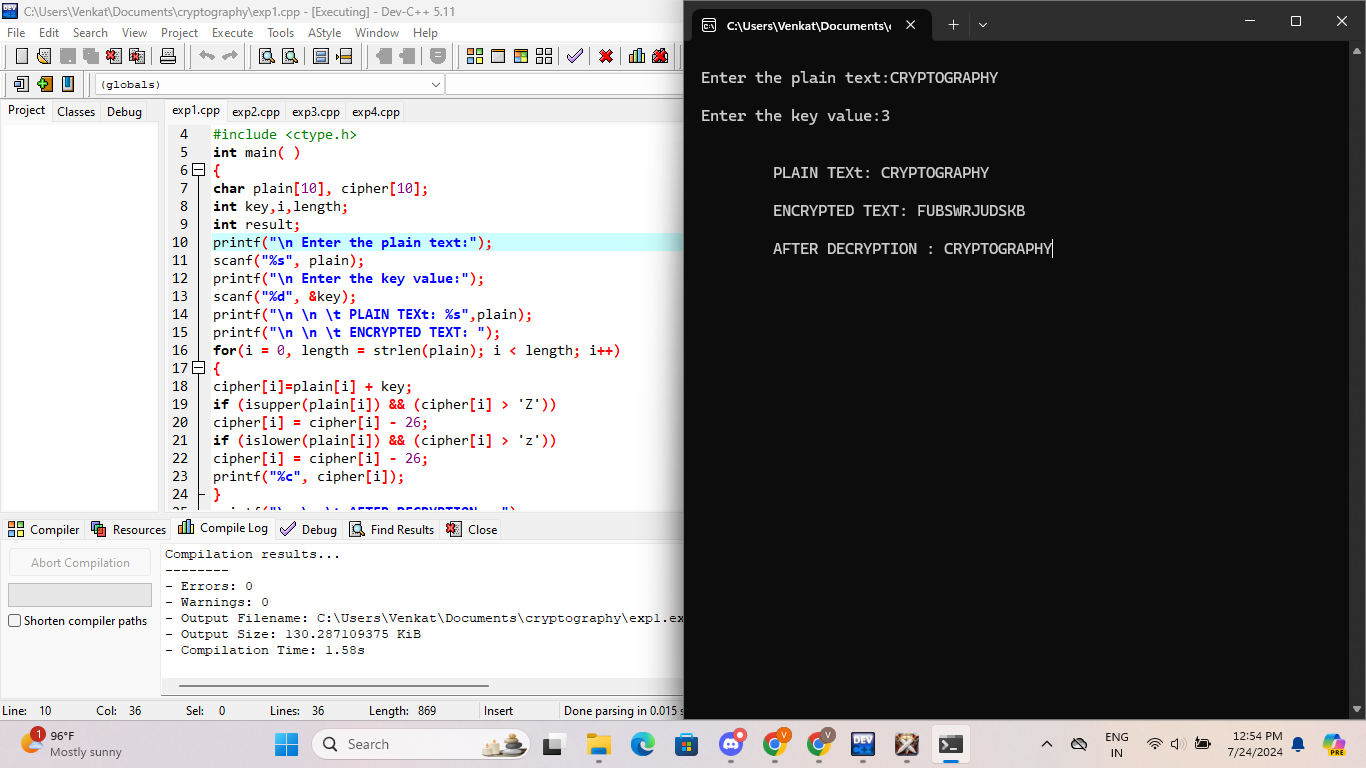 C:\Users\Venkat\Documents\cryptography\exp1.cpp - [Executing] - Dev-C++ 5.11
File Edit Search View Project Execute Tools AStyle Window Help
(globals)
Project Classes Debug
exp1.cpp exp2.cpp exp3.cpp exp4.cpp
4 #include <ctype.h>
5 int main( )
6 {
7 char plain[10], cipher[10];
8 int key,i,length;
9 int result;
10 printf("\n Enter the plain text:");
11 scanf("%s", plain);
12 printf("\n Enter the key value:");
13 scanf("%d", &key);
14 printf("\n \n \t PLAIN TEXt: %s",plain);
15 printf("\n \n \t ENCRYPTED TEXT: ");
16 for(i = 0, length = strlen(plain); i < length; i++)
17 {
18 cipher[i]=plain[i] + key;
19 if (isupper(plain[i]) && (cipher[i] > 'Z'))
20 cipher[i] = cipher[i] - 26;
21 if (islower(plain[i]) && (cipher[i] > 'z'))
22 cipher[i] = cipher[i] - 26;
23 printf("%c", cipher[i]);
24 }
Compiler Resources Compile Log Debug Find Results Close
Abort Compilation
Shorten compiler paths
Compilation results...
--------
- Errors: 0
- Warnings: 0
- Output Filename: C:\Users\Venkat\Documents\cryptography\exp1.ex
- Output Size: 130.287109375 KiB
- Compilation Time: 1.58s
Line: 10 Col: 36 Sel: 0 Lines: 36 Length: 869 Insert Done parsing in 0.015 s
C:\Users\Venkat\Documents\c
Enter the plain text:CRYPTOGRAPHY
Enter the key value:3
PLAIN TEXt: CRYPTOGRAPHY
ENCRYPTED TEXT: FUBSWRJUDSKB
AFTER DECRYPTION : CRYPTOGRAPHY
1
96°F
Mostly sunny
Search
V
V
DEV
ENG
IN
12:54 PM
7/24/2024
PRE